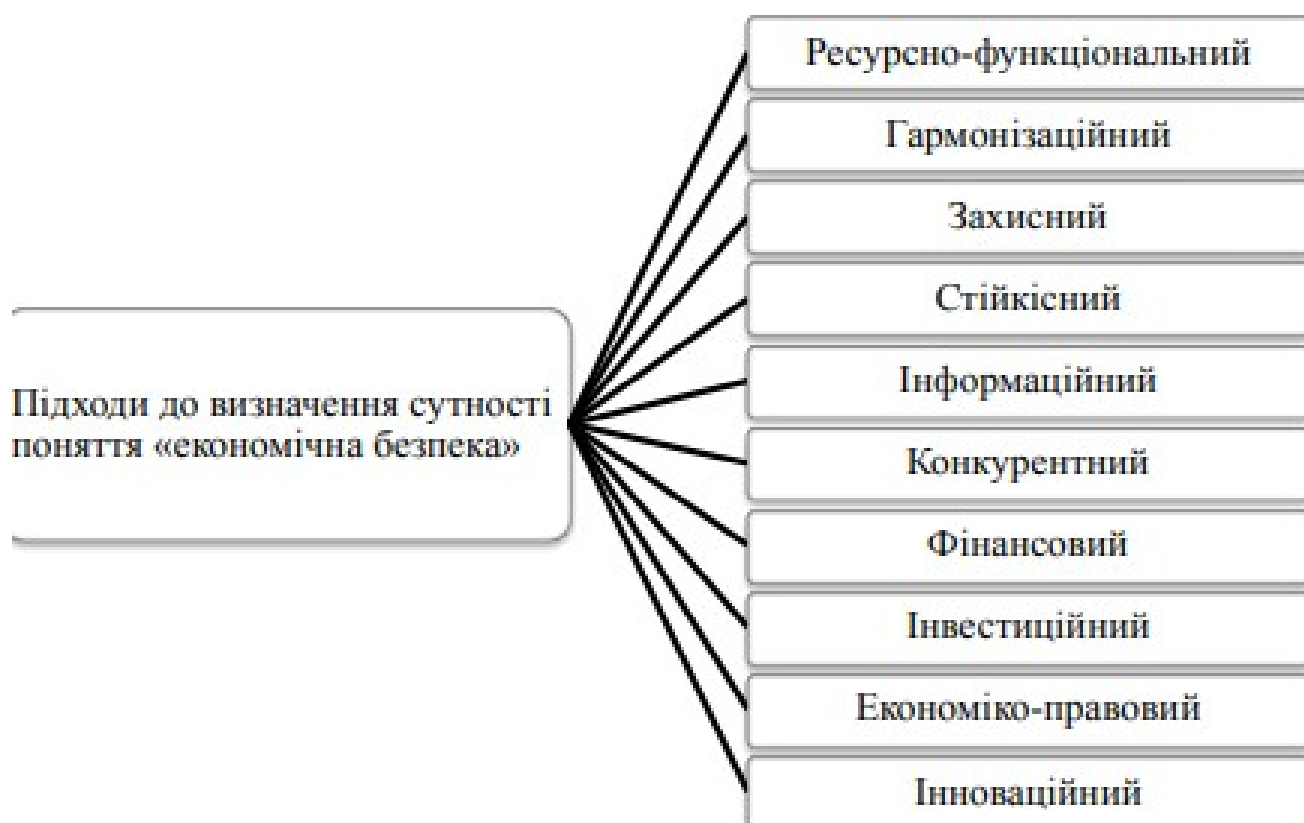 Ресурсно-функціональний
Гармонізаційний
Захисний
Стійкісний
Підходи до визначення сутності
поняття «економічна безпека»
Інформаційний
Конкурентний
Фінансовий
Інвестиційний
Економіко-правовий
Інноваційний